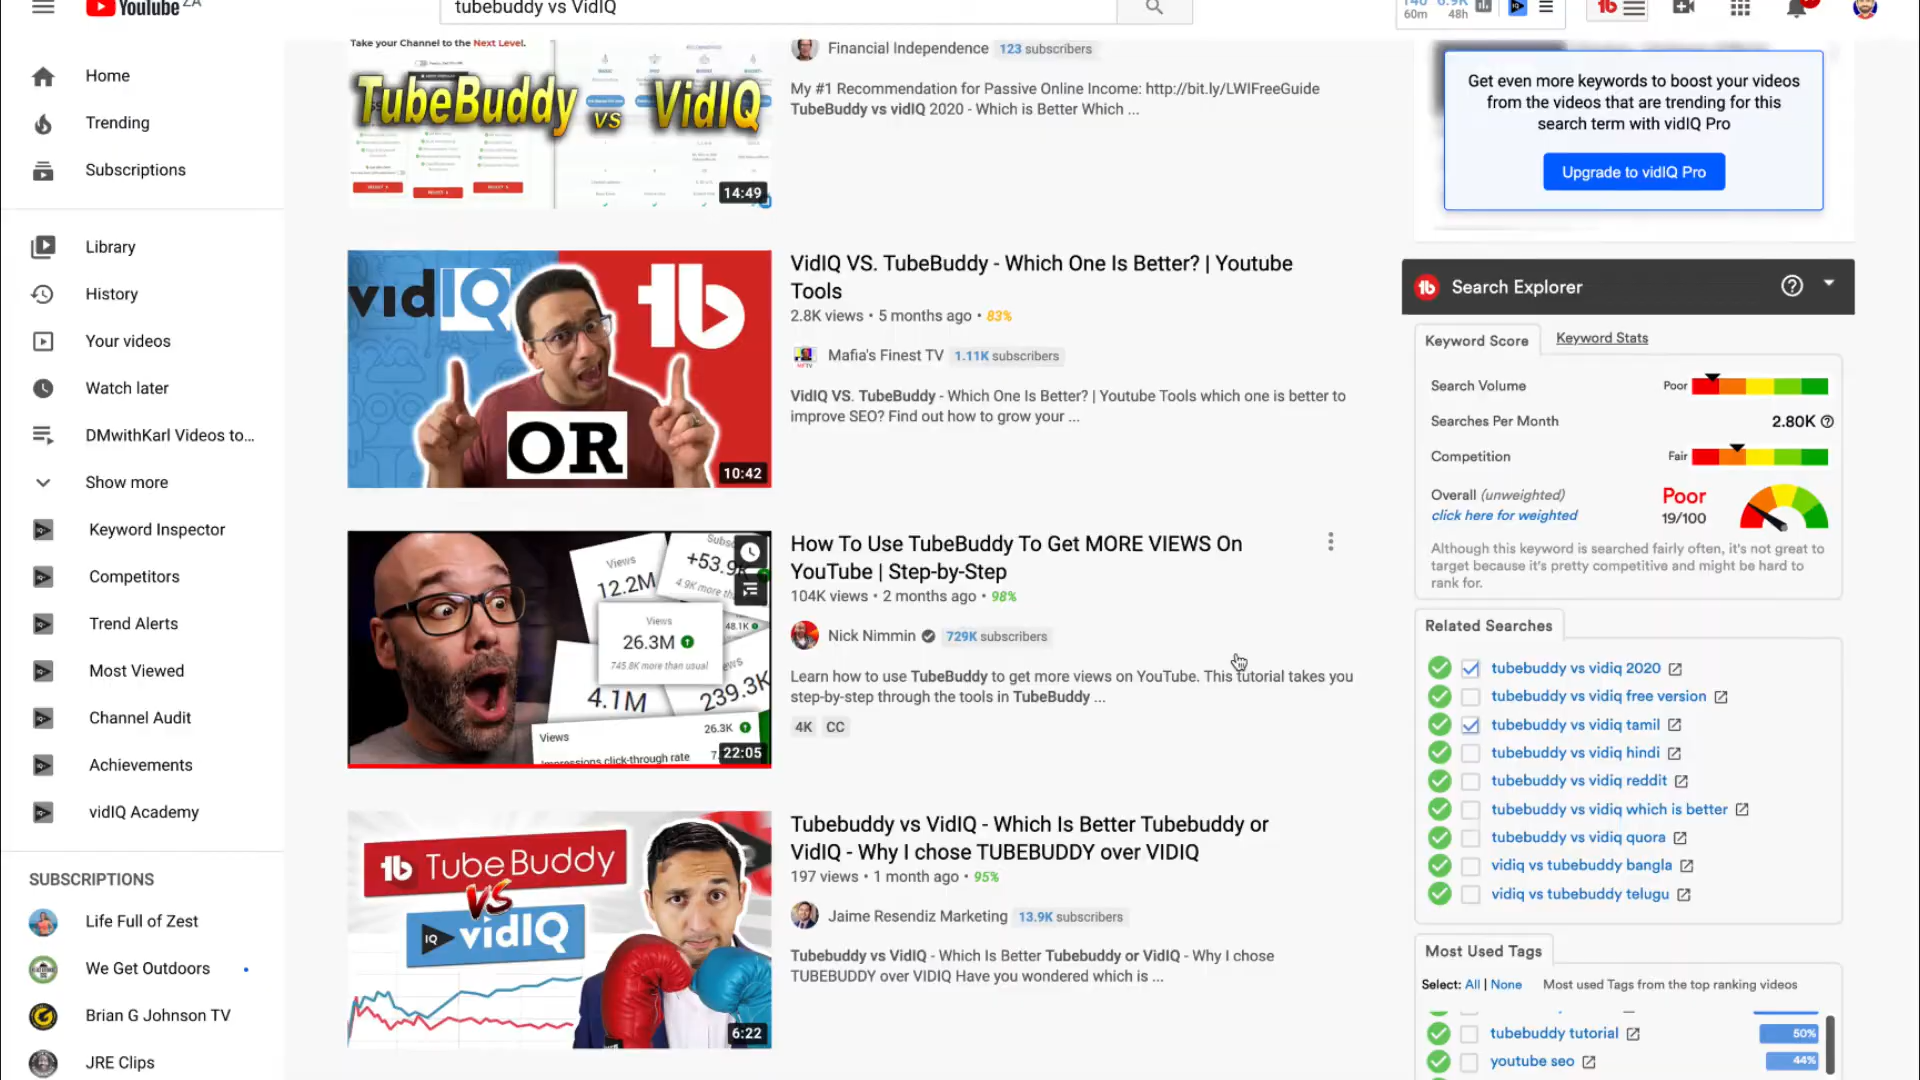 YouTube ZA
tubebuddy vs VidIQ
60m
48h
Home
Trending
Subscriptions
Library
History
Your videos
Watch later
DMwithKarl Videos to...
Show more
Keyword Inspector
Competitors
Trend Alerts
Most Viewed
Channel Audit
Achievements
vidIQ Academy
SUBSCRIPTIONS
Life Full of Zest
We Get Outdoors
Brian G Johnson TV
JRE Clips
Take your Channel to the Next Level.
TubeBuddy vs VidIQ
14:49
Financial Independence 123 subscribers
My #1 Recommendation for Passive Online Income: http://bit.ly/LWIFreeGuide
TubeBuddy vs vidIQ 2020 - Which is Better Which ...
vidIQ
tb
OR
10:42
VidIQ VS. TubeBuddy - Which One Is Better? | Youtube
Tools
2.8K views • 5 months ago • 83%
Mafia's Finest TV 1.11K subscribers
VidIQ VS. TubeBuddy - Which One Is Better? | Youtube Tools which one is better to
improve SEO? Find out how to grow your ...
Views
12.2M
+53.9
Views
26.3M
745.8K more than usual
48.1K
4.1M
239.3K
26.3K
Views
Impressions click-through rate
22:05
How To Use TubeBuddy To Get MORE VIEWS On
YouTube | Step-by-Step
104K views • 2 months ago • 98%
Nick Nimmin 729K subscribers
Learn how to use TubeBuddy to get more views on YouTube. This tutorial takes you
step-by-step through the tools in TubeBuddy ...
4K CC
tb TubeBuddy
VS
IQ vidIQ
6:22
Tubebuddy vs VidIQ - Which Is Better Tubebuddy or
VidIQ - Why I chose TUBEBUDDY over VIDIQ
197 views • 1 month ago • 95%
Jaime Resendiz Marketing 13.9K subscribers
Tubebuddy vs VidIQ - Which Is Better Tubebuddy or VidIQ - Why I chose
TUBEBUDDY over VIDIQ Have you wondered which is ...
Get even more keywords to boost your videos
from the videos that are trending for this
search term with vidIQ Pro
Upgrade to vidIQ Pro
tb Search Explorer
Keyword Score Keyword Stats
Search Volume Poor
Searches Per Month 2.80K
Competition Fair
Overall (unweighted) Poor
click here for weighted 19/100
Although this keyword is searched fairly often, it's not great to
target because it's pretty competitive and might be hard to
rank for.
Related Searches
tubebuddy vs vidiq 2020
tubebuddy vs vidiq free version
tubebuddy vs vidiq tamil
tubebuddy vs vidiq hindi
tubebuddy vs vidiq reddit
tubebuddy vs vidiq which is better
tubebuddy vs vidiq quora
vidiq vs tubebuddy bangla
vidiq vs tubebuddy telugu
Most Used Tags
Select: All | None Most used Tags from the top ranking videos
tubebuddy tutorial 50%
youtube seo 44%